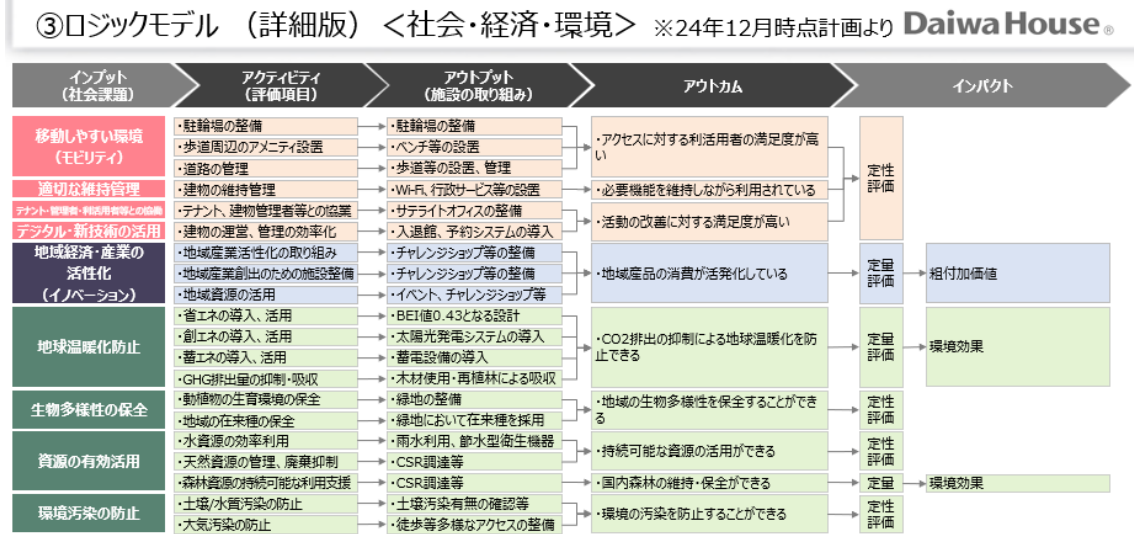 ③ロジックモデル （詳細版）＜社会・経済・環境＞ ※24年12月時点計画より DaiwaHouse®
インプット
（社会課題）
アクティビティ
（評価項目）
アウトプット
（施設の取り組み）
アウトカム
インパクト
移動しやすい環境
（モビリティ）
・駐輪場の整備
・駐輪場の整備
・歩道周辺のアメニティ設置
・ベンチ等の設置
・道路の管理
・歩道等の設置、管理
・アクセスに対する利活用者の満足度が高
い
定性
評価
適切な維持管理
・建物の維持管理
・Wi-Fi、行政サービス等の設置
・必要機能を維持しながら利用されている
テナント・管理者・利活用者等との協働
・テナント、建物管理者等との協業
・サテライトオフィスの整備
デジタル・新技術の活用
・建物の運営、管理の効率化
・入退館、予約システムの導入
・活動の改善に対する満足度が高い
地域経済・産業の
活性化
（イノベーション）
・地域産業活性化の取り組み
・チャレンジショップ等の整備
・地域産業創出のための施設整備
・チャレンジショップ等の整備
・地域資源の活用
・イベント、チャレンジショップ等
・地域産品の消費が活発化している
定量
評価
粗付加価値
地球温暖化防止
・省エネの導入、活用
・BEI値0.43となる設計
・創エネの導入、活用
・太陽光発電システムの導入
・蓄エネの導入、活用
・蓄電設備の導入
・GHG排出量の抑制・吸収
・木材使用・再植林による吸収
・CO2排出の抑制による地球温暖化を防
止できる
定量
評価
環境効果
生物多様性の保全
・動植物の生育環境の保全
・緑地の整備
・地域の在来種の保全
・緑地において在来種を採用
・地域の生物多様性を保全することができ
る
定性
評価
資源の有効活用
・水資源の効率利用
・雨水利用、節水型衛生機器
・天然資源の管理、廃棄抑制
・CSR調達等
・持続可能な資源の活用ができる
定性
評価
・森林資源の持続可能な利用支援
・CSR調達等
・国内森林の維持・保全ができる
定量
環境効果
環境汚染の防止
・土壌/水質汚染の防止
・土壌汚染有無の確認等
・大気汚染の防止
・徒歩等多様なアクセスの整備
・環境の汚染を防止することができる
定性
評価